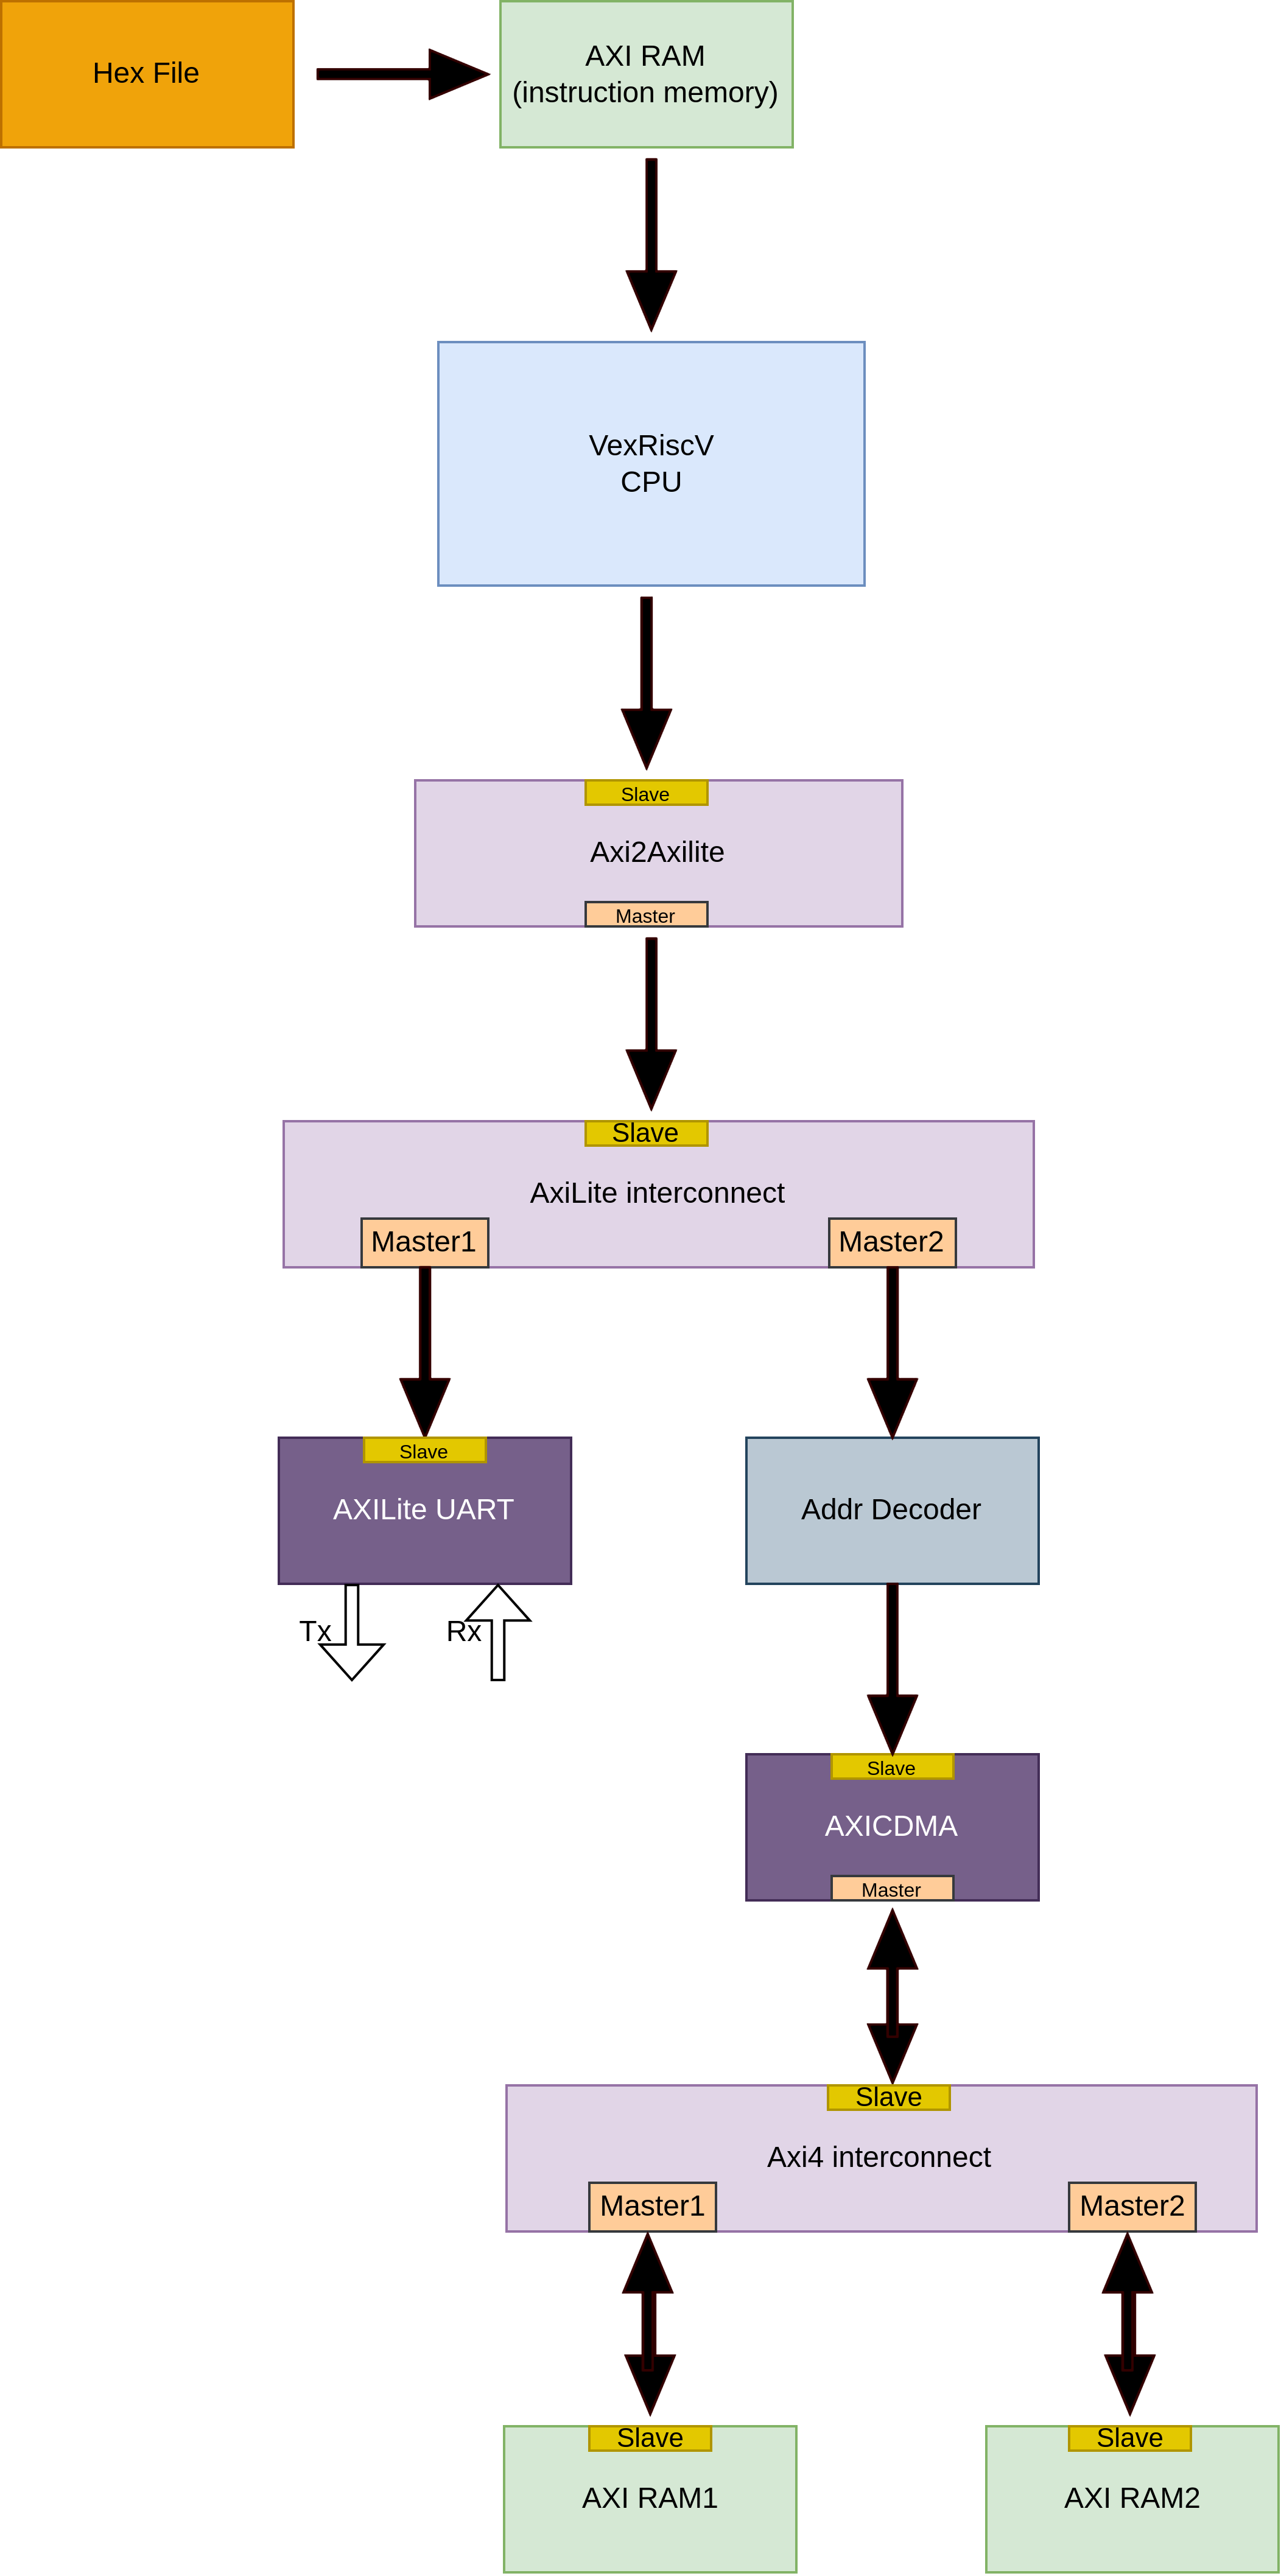 Hex File
AXI RAM
(instruction memory)
VexRiscV
CPU
Slave
Axi2Axilite
Master
Slave
AxiLite interconnect
Master1
Master2
Slave
AXILite UART
Addr Decoder
Tx
Rx
Slave
AXICDMA
Master
Slave
Axi4 interconnect
Master1
Master2
Slave
AXI RAM1
Slave
AXI RAM2